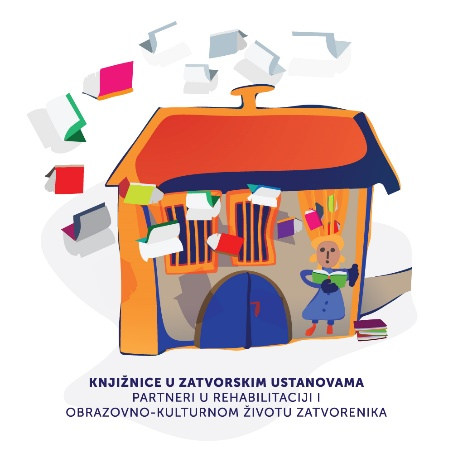 KNJIŽNICE U ZATVORSKIM USTANOVAMA
PARTNERI U REHABILITACIJI I
OBRAZOVNO-KULTURNOM ŽIVOTU ZATVORENIKA